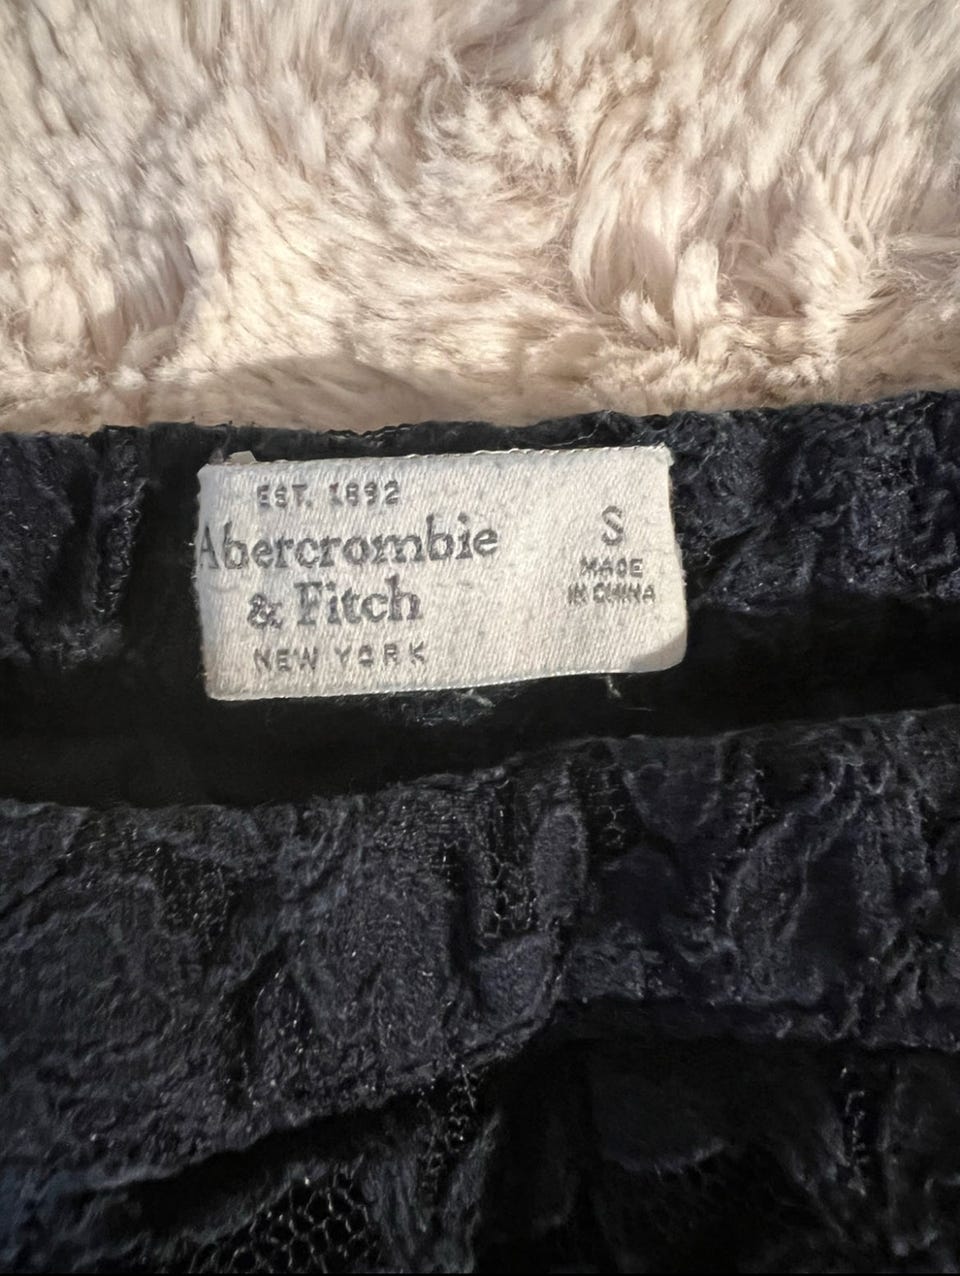 EST. 1892
Abercrombie
& Fitch
NEW YORK
S
MADE
IN CHINA